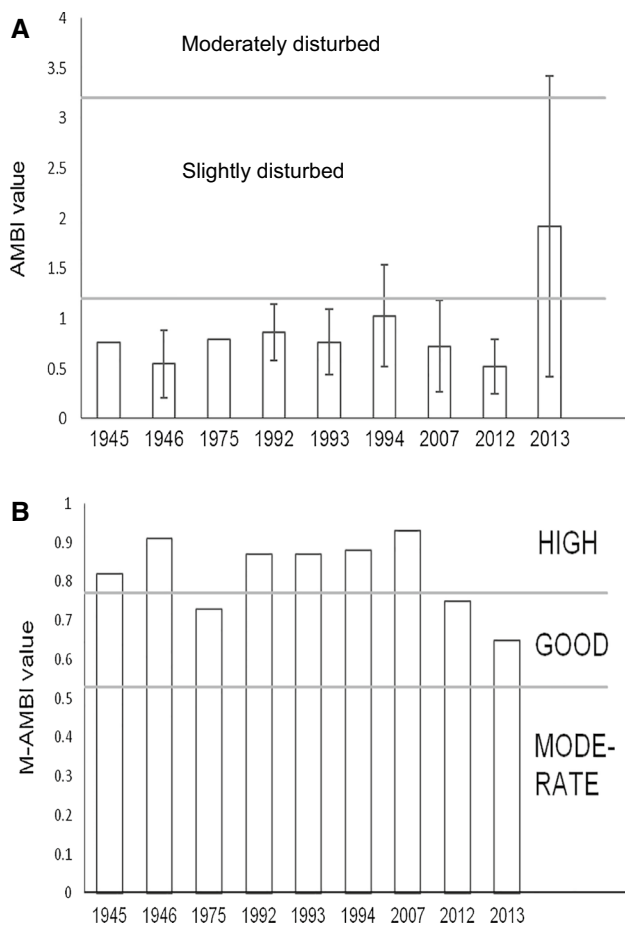 A
4
Moderately disturbed
3.5
3
2.5
Slightly disturbed
2
AMBI value
1.5
1
0.5
0
1945 1946 1975 1992 1993 1994 2007 2012 2013
B
1
0.9
HIGH
0.8
0.7
GOOD
0.6
M-AMBI value
0.5
0.4
MODE-
0.3
RATE
0.2
0.1
0
1945 1946 1975 1992 1993 1994 2007 2012 2013